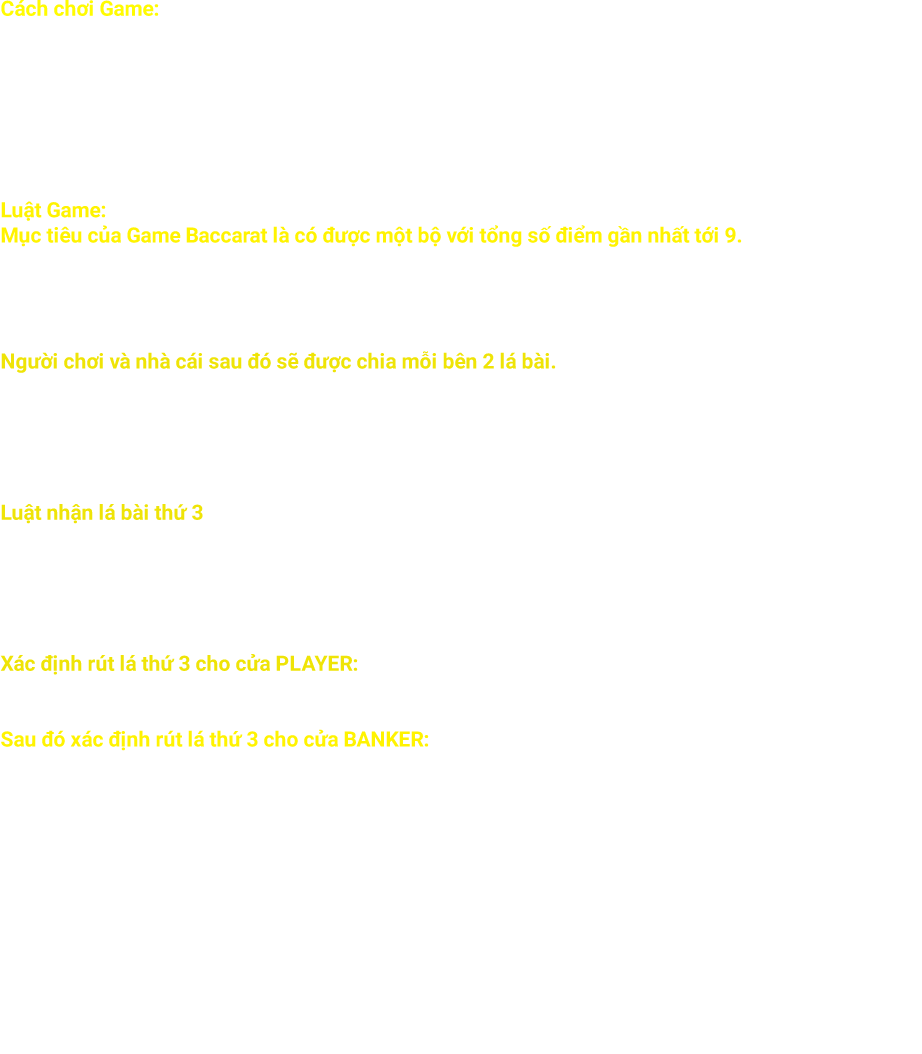 Cách chơi Game:
Luật Game:
Mục tiêu của Game Baccarat là có được một bộ với tổng số điểm gần nhất tới 9.
Người chơi và nhà cái sau đó sẽ được chia mỗi bên 2 lá bài.
Luật nhận lá bài thứ 3
Xác định rút lá thứ 3 cho cửa PLAYER:
Sau đó xác định rút lá thứ 3 cho cửa BANKER: